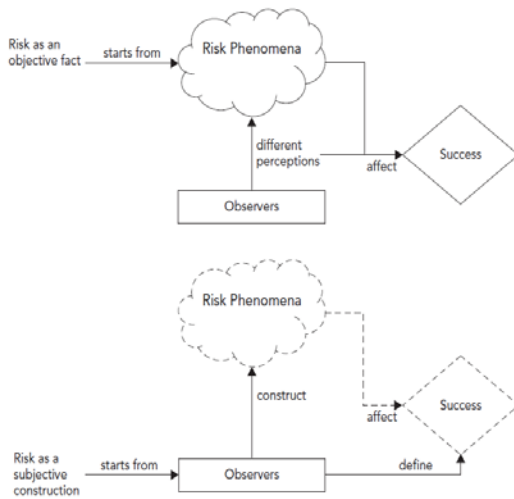 Risk as an
objective fact
starts from
Risk Phenomena
different
perceptions
affect
Success
Observers
Risk Phenomena
construct
affect
Success
Risk as a
subjective
construction
starts from
Observers
define